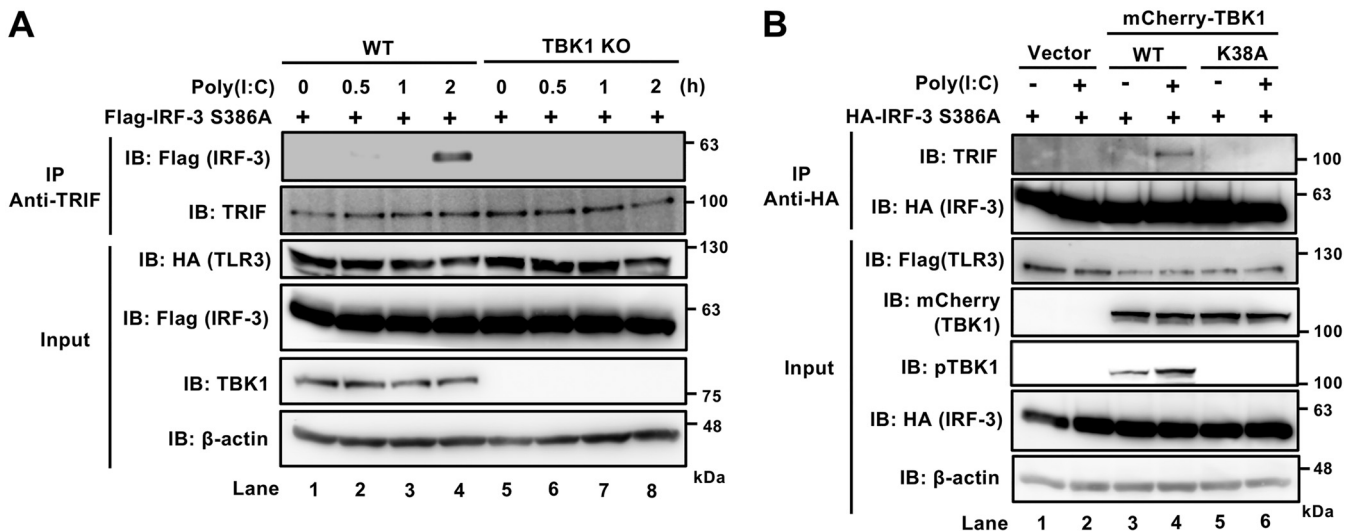 A
WT TBK1 KO
Poly(I:C) 0 0.5 1 2 0 0.5 1 2 (h)
Flag-IRF-3 S386A + + + + + + + +
IP
Anti-TRIF
IB: Flag (IRF-3) 63
IB: TRIF 100
Input
IB: HA (TLR3) 130
IB: Flag (IRF-3) 63
IB: TBK1 75
IB: β-actin 48
kDa
Lane 1 2 3 4 5 6 7 8
B
mCherry-TBK1
Vector WT K38A
Poly(I:C) - + - + - +
HA-IRF-3 S386A + + + + + +
IP
Anti-HA
IB: TRIF 100
IB: HA (IRF-3) 63
Input
IB: Flag(TLR3) 130
IB: mCherry
(TBK1) 100
IB: pTBK1 100
IB: HA (IRF-3) 63
IB: β-actin 48
kDa
Lane 1 2 3 4 5 6